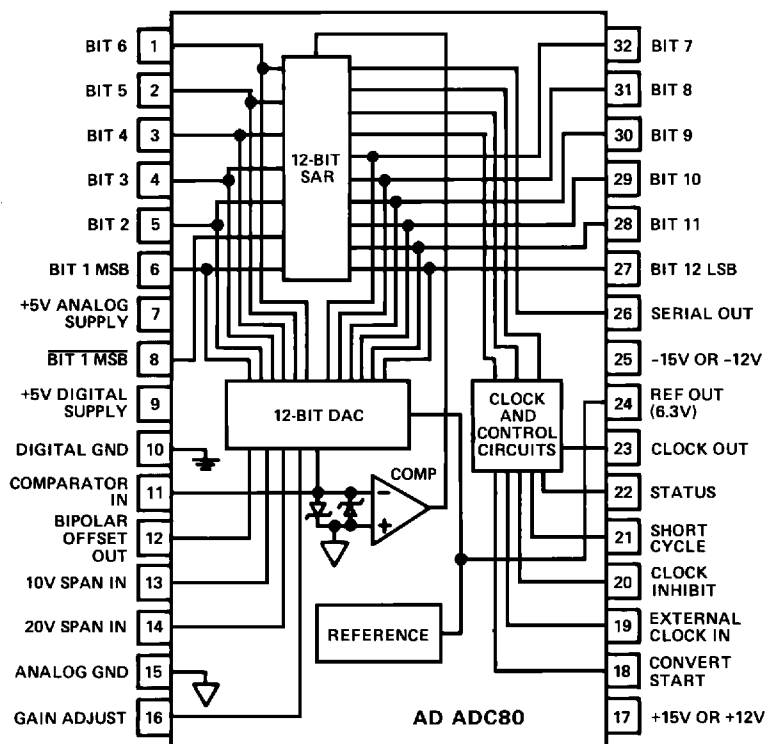 BIT 6 1
BIT 5 2
BIT 4 3
BIT 3 4
BIT 2 5
BIT 1 MSB 6
+5V ANALOG
SUPPLY 7
BIT 1 MSB 8
+5V DIGITAL
SUPPLY 9
DIGITAL GND 10
COMPARATOR
IN 11
BIPOLAR
OFFSET
OUT 12
10V SPAN IN 13
20V SPAN IN 14
ANALOG GND 15
GAIN ADJUST 16
12-BIT
SAR
12-BIT DAC
COMP
−
+
REFERENCE
CLOCK
AND
CONTROL
CIRCUITS
AD ADC80
32 BIT 7
31 BIT 8
30 BIT 9
29 BIT 10
28 BIT 11
27 BIT 12 LSB
26 SERIAL OUT
25 –15V OR –12V
24 REF OUT
(6.3V)
23 CLOCK OUT
22 STATUS
21 SHORT
CYCLE
20 CLOCK
INHIBIT
19 EXTERNAL
CLOCK IN
18 CONVERT
START
17 +15V OR +12V